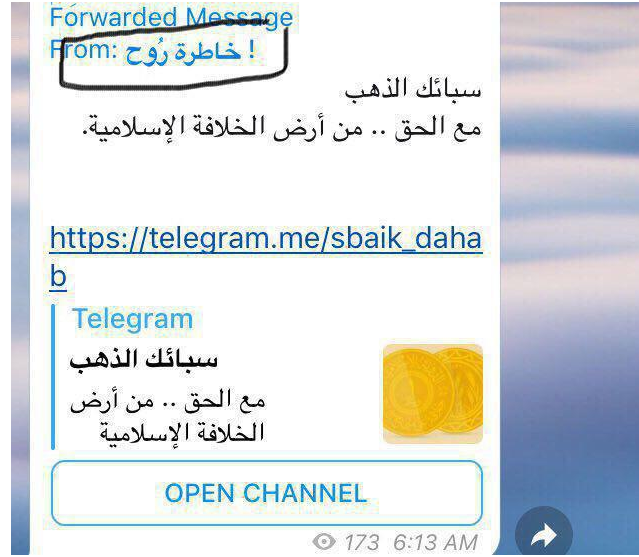 Forwarded Message
From: خاطرة رُوح !
سبائك الذهب
مع الحق .. من أرض الخلافة الإسلامية.
https://telegram.me/sbaik_daha
b
Telegram
سبائك الذهب
مع الحق .. من أرض
الخلافة الإسلامية
OPEN CHANNEL
173 6:13 AM